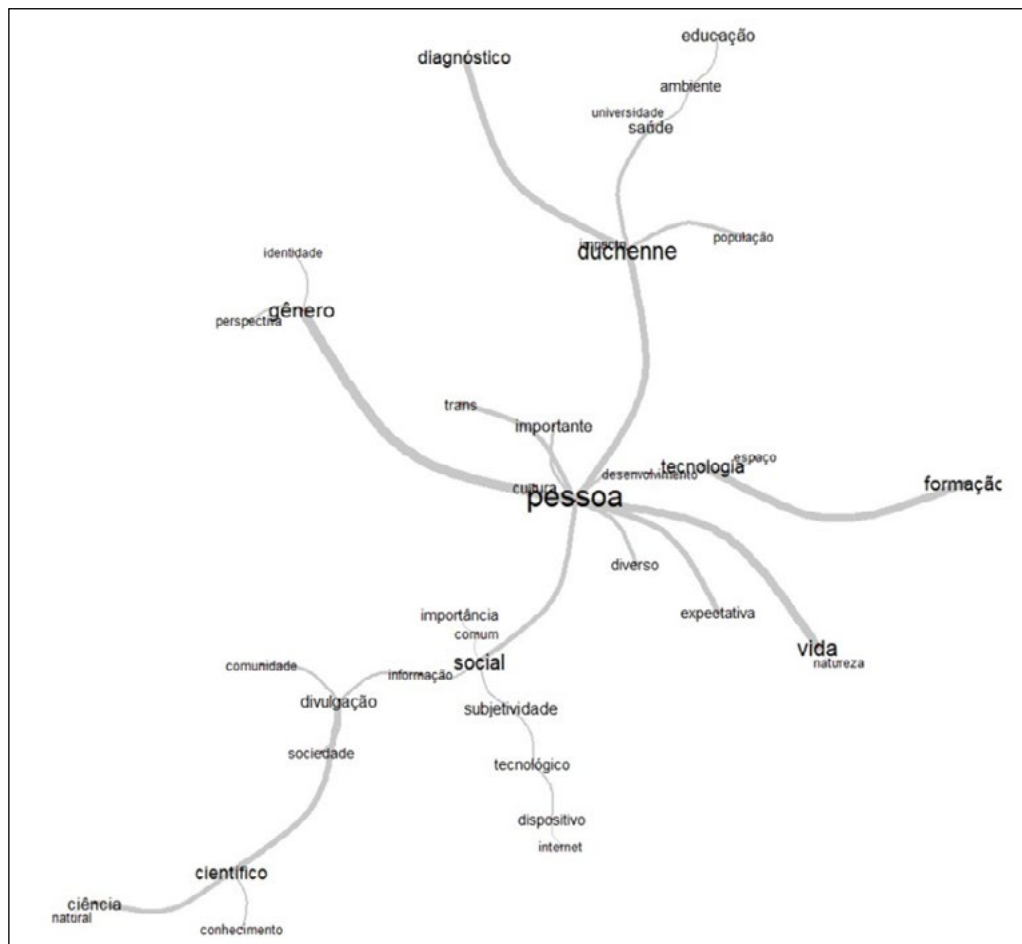 educação
diagnóstico
ambiente
universidade
saúde
população
impacto
duchenne
identidade
gênero
perspectiva
trans
importante
espaço
tecnologia
desenvolvimento
formação
cultura
pessoa
diverso
expectativa
importância
comum
vida
social
natureza
comunidade
informação
divulgação
subjetividade
sociedade
tecnológico
dispositivo
internet
científico
ciência
natural
conhecimento